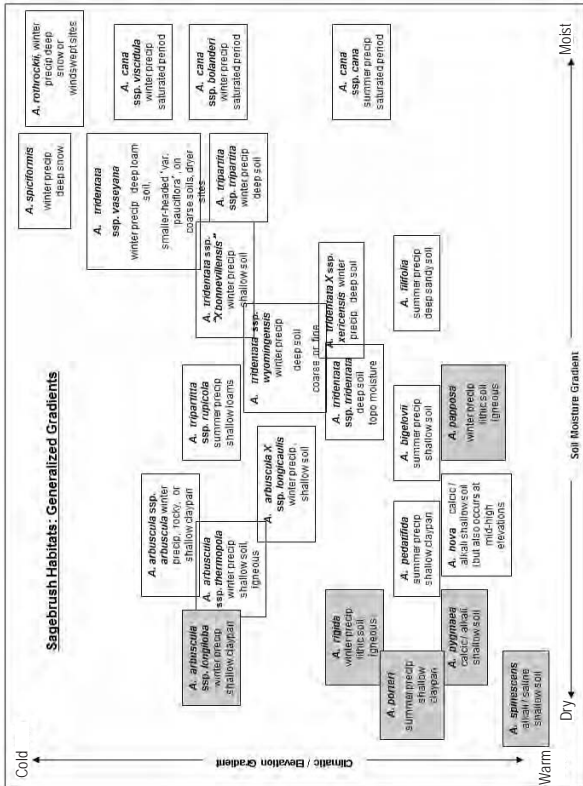 Sagebrush Habitats: Generalized Gradients
Cold
Climatic / Elevation Gradient
Warm
Dry
Soil Moisture Gradient
Moist
A. rothrockii, winter
precip deep
snow or
windswept sites
A. spiciformis
winter precip
deep snow
A. cana
ssp. viscidula
winter precip
saturated period
A. tridentata
ssp. vaseyana
winter precip deep loam
soil,
smaller-headed "var.
pauciflora", on
coarse soils, dryer
sites
A. arbuscula ssp.
arbuscula winter
precip, rocky, or
shallow claypan
A. cana
ssp. bolanderi
winter precip
saturated period
A. tripartita
ssp. tripartita
winter precip
deep soil
A. tridentata ssp.
"X bonnevillensis"
winter precip
shallow soil
A. tripartitta
ssp. rupicola
summer precip
shallow loams
A. arbuscula
ssp. thermopola
winter precip
shallow soil,
igneous
A. arbuscula
ssp. longiloba
winter precip
shallow claypan
A. tridentata ssp.
wyomingensis
winter precip
deep soil
coarse or fine
A. arbuscula X
ssp. longicaulis
winter precip,
shallow soil
A. cana
ssp. cana
summer precip
saturated period
A. tridentata X ssp.
xericensis winter
precip deep soil
A. tridentata
ssp. tridentata
deep soil
topo moisture
A. rigida
winter precip
lithic soil
igneous
A. filifolia
summer precip
deep sandy soil
A. bigelovii
summer precip
shallow soil
A. pedatifida
summer precip
shallow claypan
A. porteri
summer precip
shallow
claypan
A. papposa
winter precip
lithic soil
igneous
A. nova calcic /
alkali shallow soil
(but also occurs at
mid-high
elevations
A. pygmaea
calcic / alkali
shallow soil
A. spinescens
alkali / saline
shallow soil